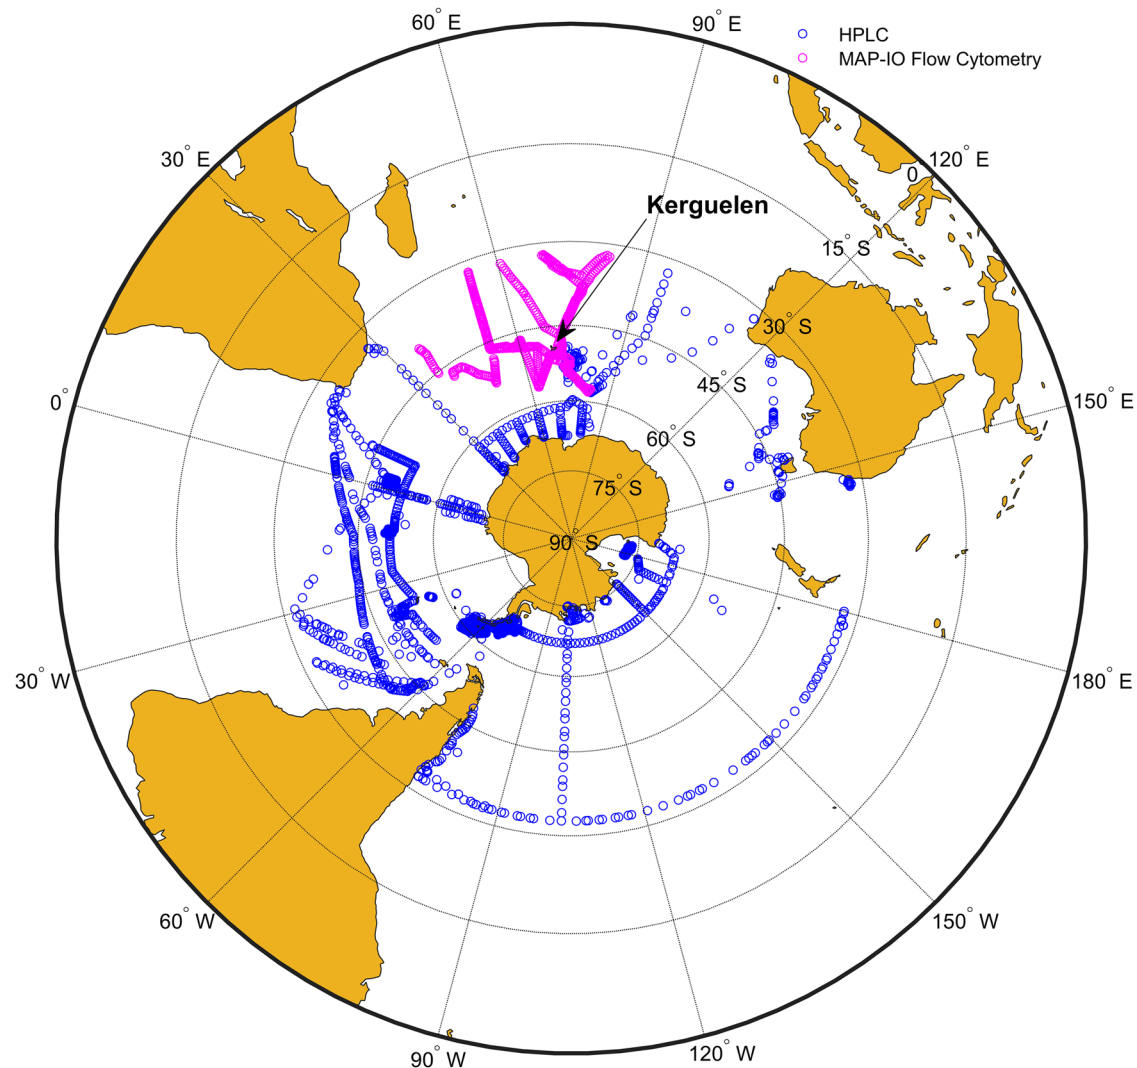 60° E
90° E
HPLC
MAP-IO Flow Cytometry
30° E
120° E
0°
Kerguelen
15° S
30° S
45° S
0°
150° E
60° S
75° S
90° S
30° W
180° E
60° W
150° W
90° W
120° W